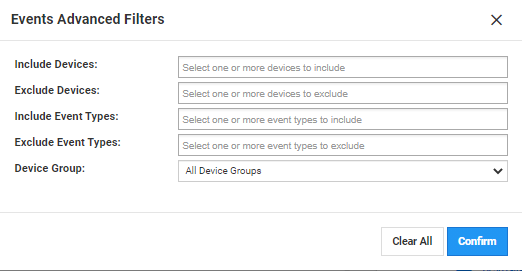 Events Advanced Filters
Include Devices: Select one or more devices to include
Exclude Devices: Select one or more devices to exclude
Include Event Types: Select one or more event types to include
Exclude Event Types: Select one or more event types to exclude
Device Group: All Device Groups
Clear All Confirm